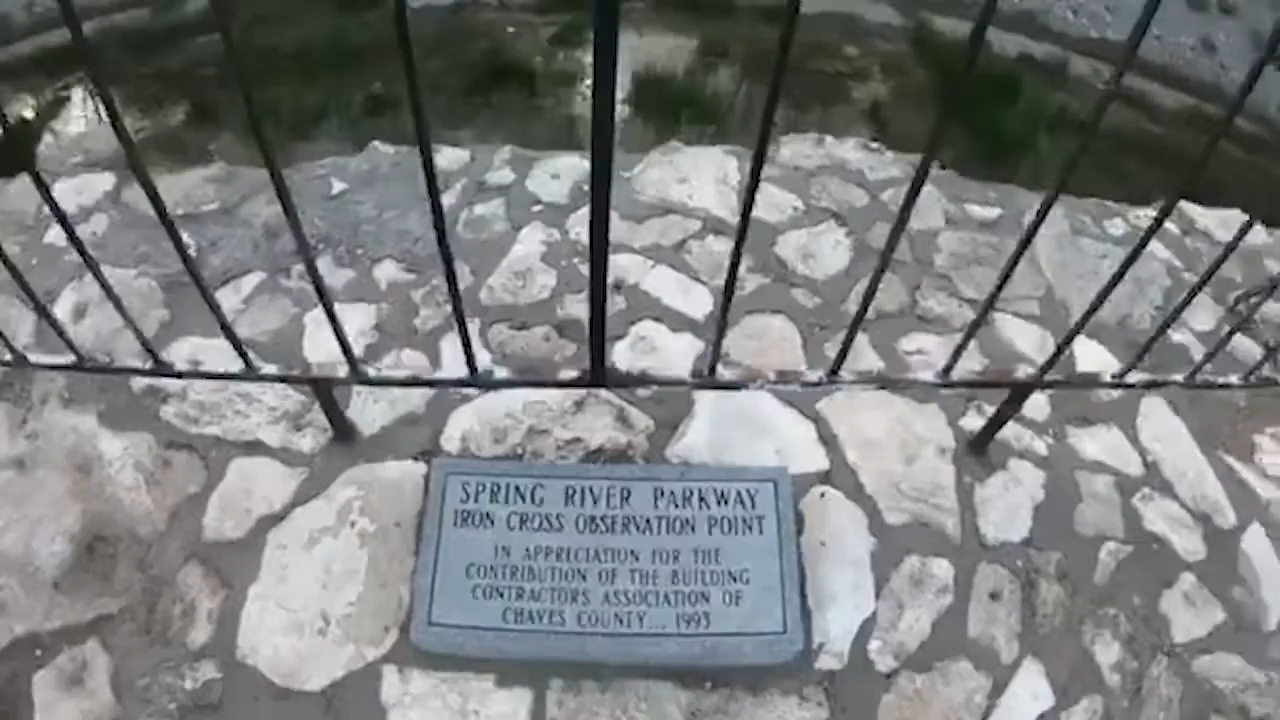 SPRING RIVER PARKWAY
IRON CROSS OBSERVATION POINT
IN APPRECIATION FOR THE
CONTRIBUTION OF THE BUILDING
CONTRACTORS ASSOCIATION OF
CHAVES COUNTY... 1993